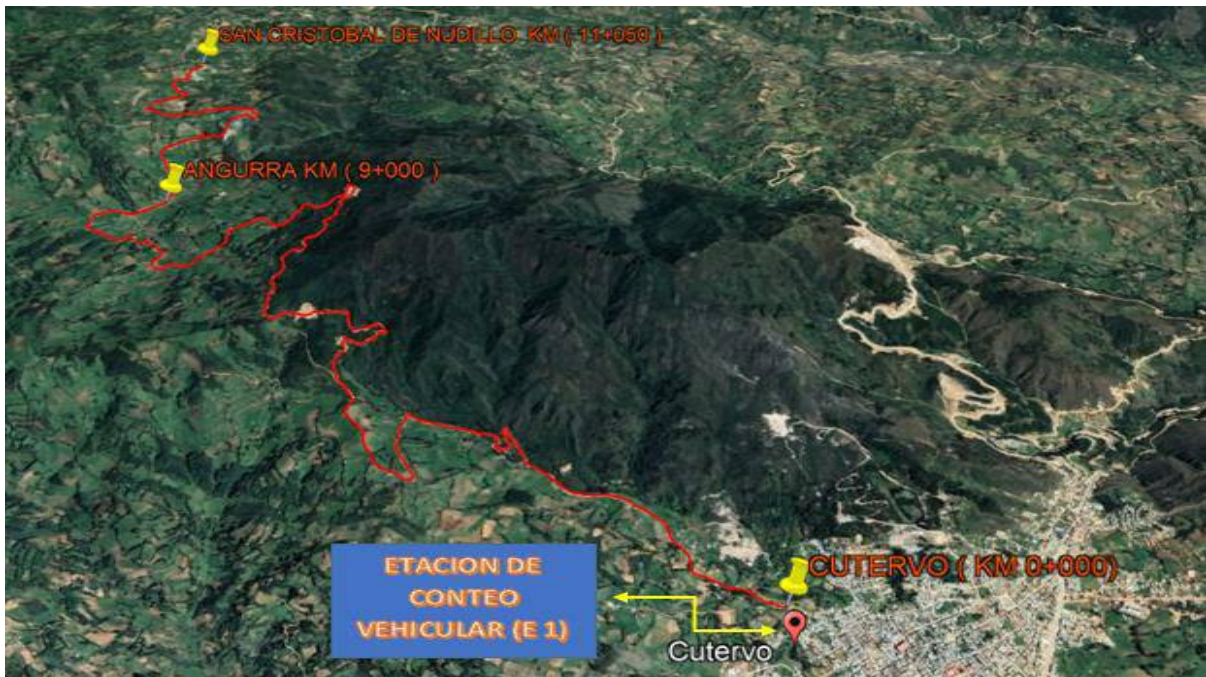 SAN CRISTOBAL DE NUDILLO KM ( 11+050 )
ANGURRA KM ( 9+000 )
CUTERVO ( KM 0+000)
ETACION DE
CONTEO
VEHICULAR (E 1)
Cutervo